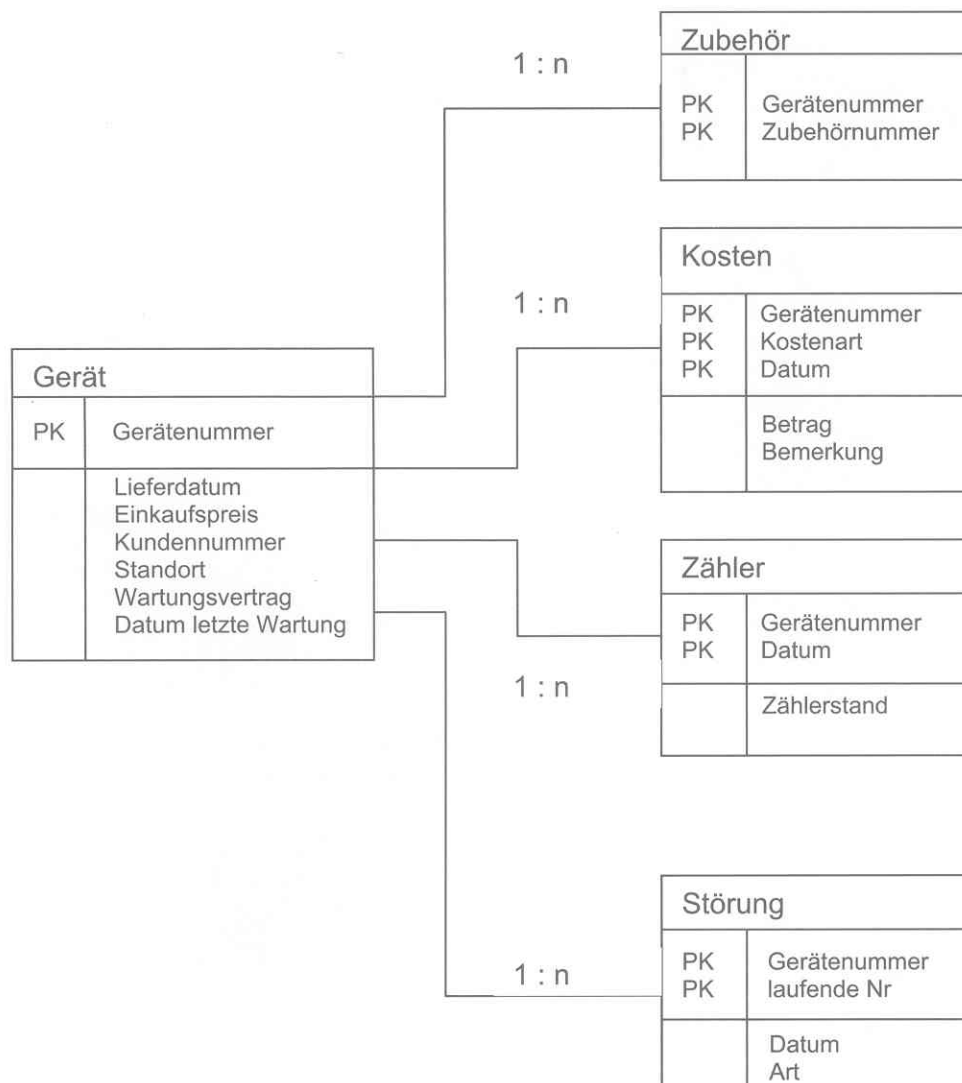 Zubehör
1 : n
PK Gerätenummer
PK Zubehörnummer
Kosten
1 : n
PK Gerätenummer
PK Kostenart
PK Datum
Betrag
Bemerkung
Gerät
PK Gerätenummer
Lieferdatum
Einkaufspreis
Kundennummer
Standort
Wartungsvertrag
Datum letzte Wartung
Zähler
PK Gerätenummer
PK Datum
1 : n
Zählerstand
Störung
1 : n
PK Gerätenummer
PK laufende Nr
Datum
Art